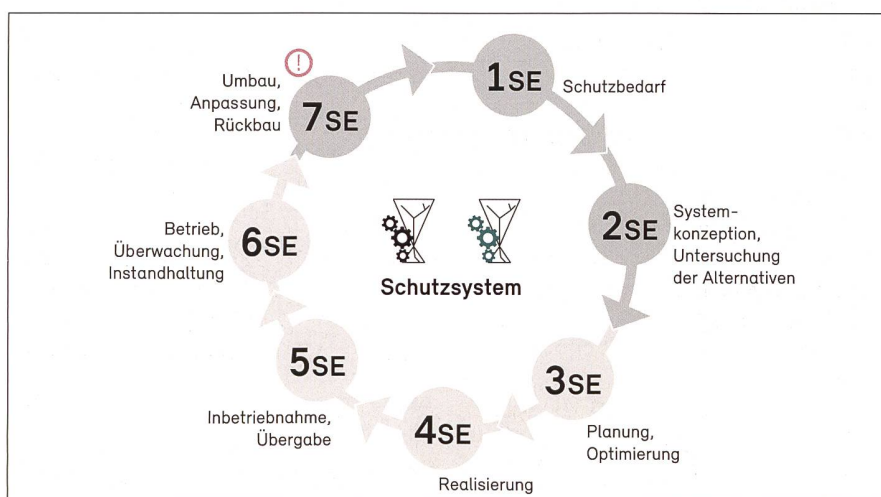 1SE
Schutzbedarf
2SE
System-
konzeption,
Untersuchung
der Alternativen
3SE
Planung,
Optimierung
4SE
Realisierung
5SE
Inbetriebnahme,
Übergabe
6SE
Betrieb,
Überwachung,
Instandhaltung
7SE
!
Umbau,
Anpassung,
Rückbau
Schutzsystem